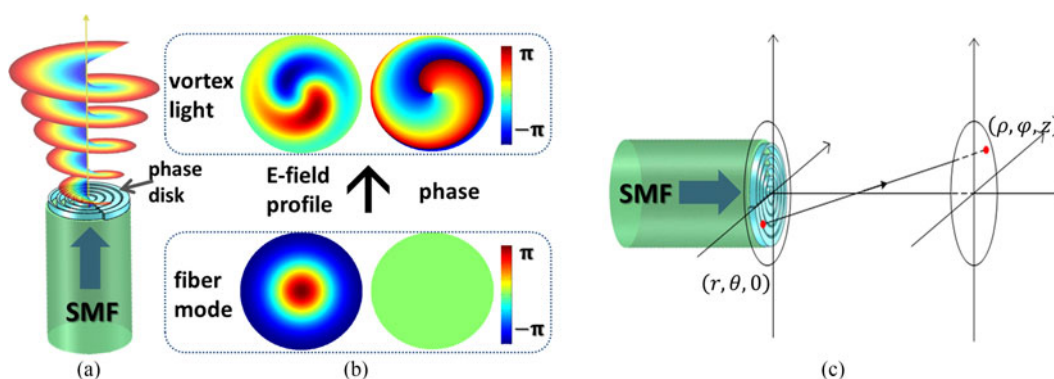 phase
disk
SMF
(a)
vortex
light
π
−π
E-field
profile
phase
fiber
mode
π
−π
(b)
SMF
(r, θ, 0)
(ρ, φ, z)
(c)